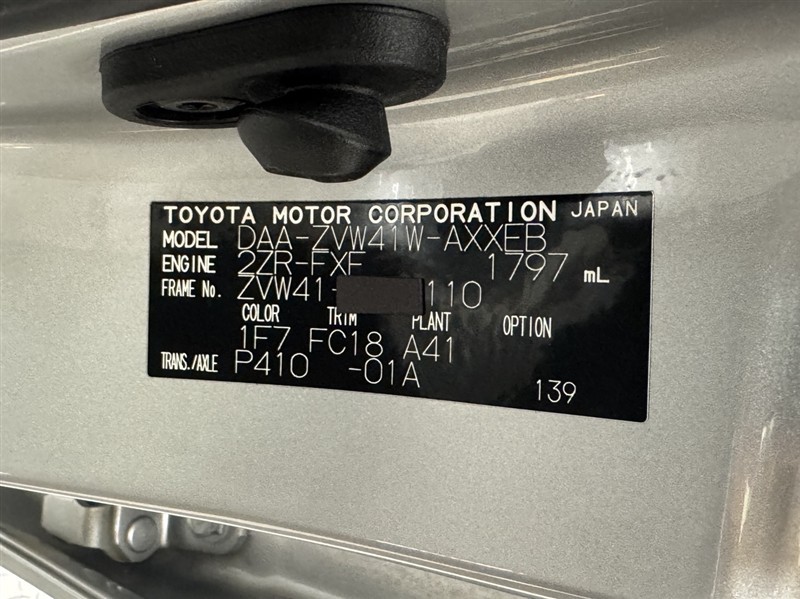 TOYOTA MOTOR CORPORATION JAPAN
MODEL DAA-ZVW41W-AXXEB
ENGINE 2ZR-FXE 1797 mL
FRAME No. ZVW41- 110
COLOR TRIM PLANT OPTION
1F7 FC18 A41
TRANS./AXLE P410 -01A
139